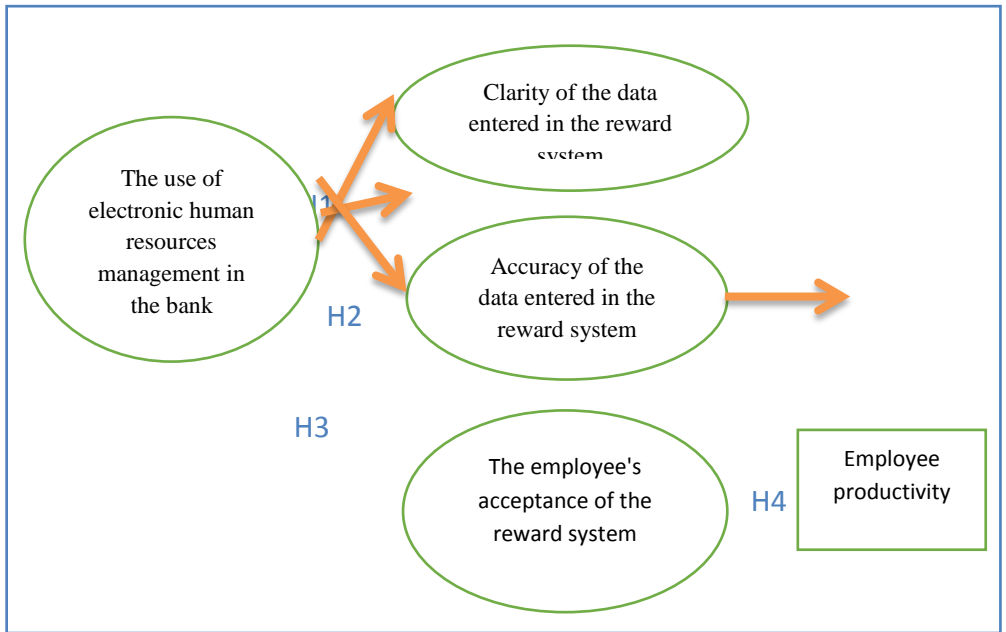 Clarity of the data
entered in the reward
system
The use of
electronic human
resources
management in
the bank
H1
Accuracy of the
data entered in the
reward system
H2
H3
The employee's
acceptance of the
reward system
H4
Employee
productivity